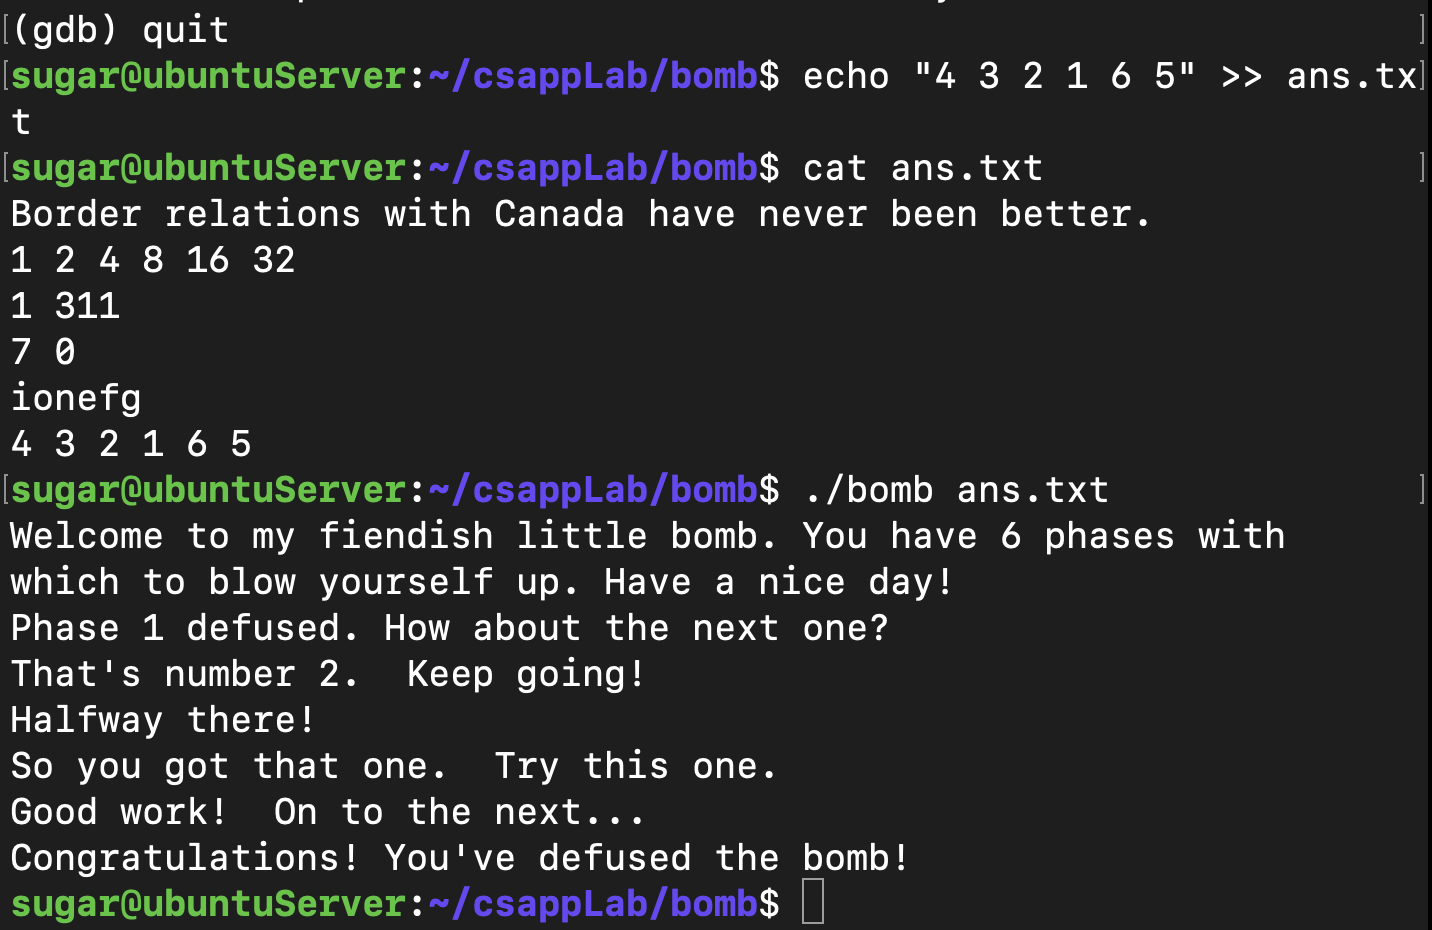 (gdb) quit
sugar@ubuntuServer:~/csappLab/bomb$ echo "4 3 2 1 6 5" >> ans.tx
t
sugar@ubuntuServer:~/csappLab/bomb$ cat ans.txt
Border relations with Canada have never been better.
1 2 4 8 16 32
1 311
7 0
ionefg
4 3 2 1 6 5
sugar@ubuntuServer:~/csappLab/bomb$ ./bomb ans.txt
Welcome to my fiendish little bomb. You have 6 phases with
which to blow yourself up. Have a nice day!
Phase 1 defused. How about the next one?
That's number 2.  Keep going!
Halfway there!
So you got that one.  Try this one.
Good work!  On to the next...
Congratulations! You've defused the bomb!
sugar@ubuntuServer:~/csappLab/bomb$